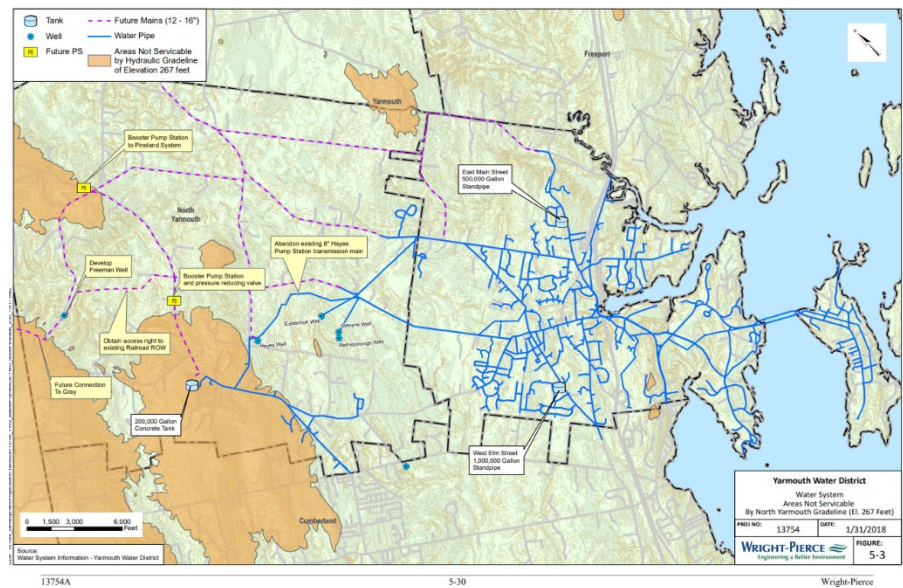 Tank
Well
Future PS
PS
Future Mains (12 - 16")
Water Pipe
Areas Not Servicable
by Hydraulic Gradeline
of Elevation 267 feet
Freeport
Yarmouth
N
Booster Pump Station
to Pineland System
PS
East Main Street
500,000 Gallon
Standpipe
North
Yarmouth
Abandon existing 8" Hayes
Pump Station transmission main
Develop
Freeman Well
Booster Pump Station
and pressure reducing valve
PS
Estabrook Well
Stevens Well
Hayes Well
Obtain access right to
existing Railroad ROW
Future Connection
To Gray
200,000 Gallon
Concrete Tank
West Elm Street
1,000,000 Gallon
Standpipe
Cumberland
0 1,500 3,000 6,000
Feet
Source:
Water System Information - Yarmouth Water District
Yarmouth Water District
Water System
Areas Not Servicable
By North Yarmouth Gradeline (El. 267 Feet)
PROJ NO: 13754 DATE: 1/31/2018
WRIGHT-PIERCE
Engineering a Better Environment
FIGURE:
5-3
13754A 5-30 Wright-Pierce